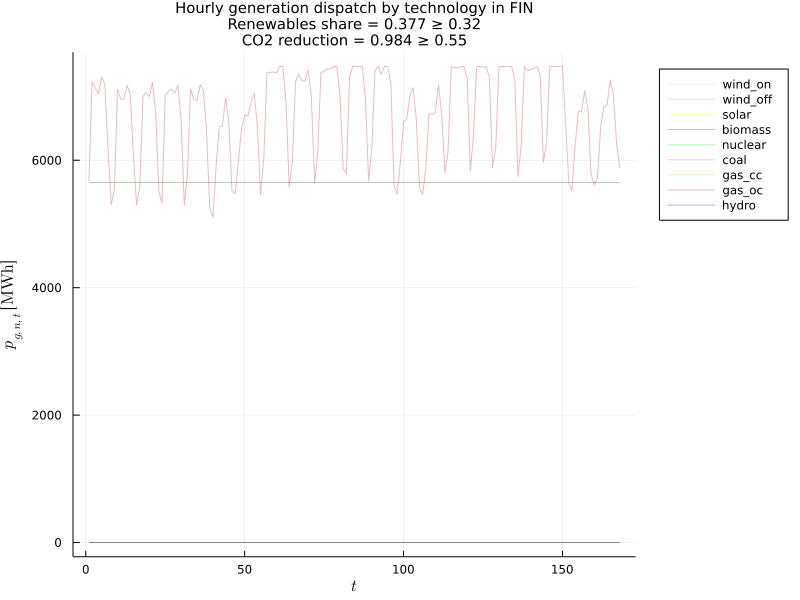 Hourly generation dispatch by technology in FIN
Renewables share = 0.377 ≥ 0.32
CO2 reduction = 0.984 ≥ 0.55
wind_on
wind_off
solar
biomass
nuclear
coal
gas_cc
gas_oc
hydro
p g, n, t [MWh]
6000
4000
2000
0
0 50 100 150
t